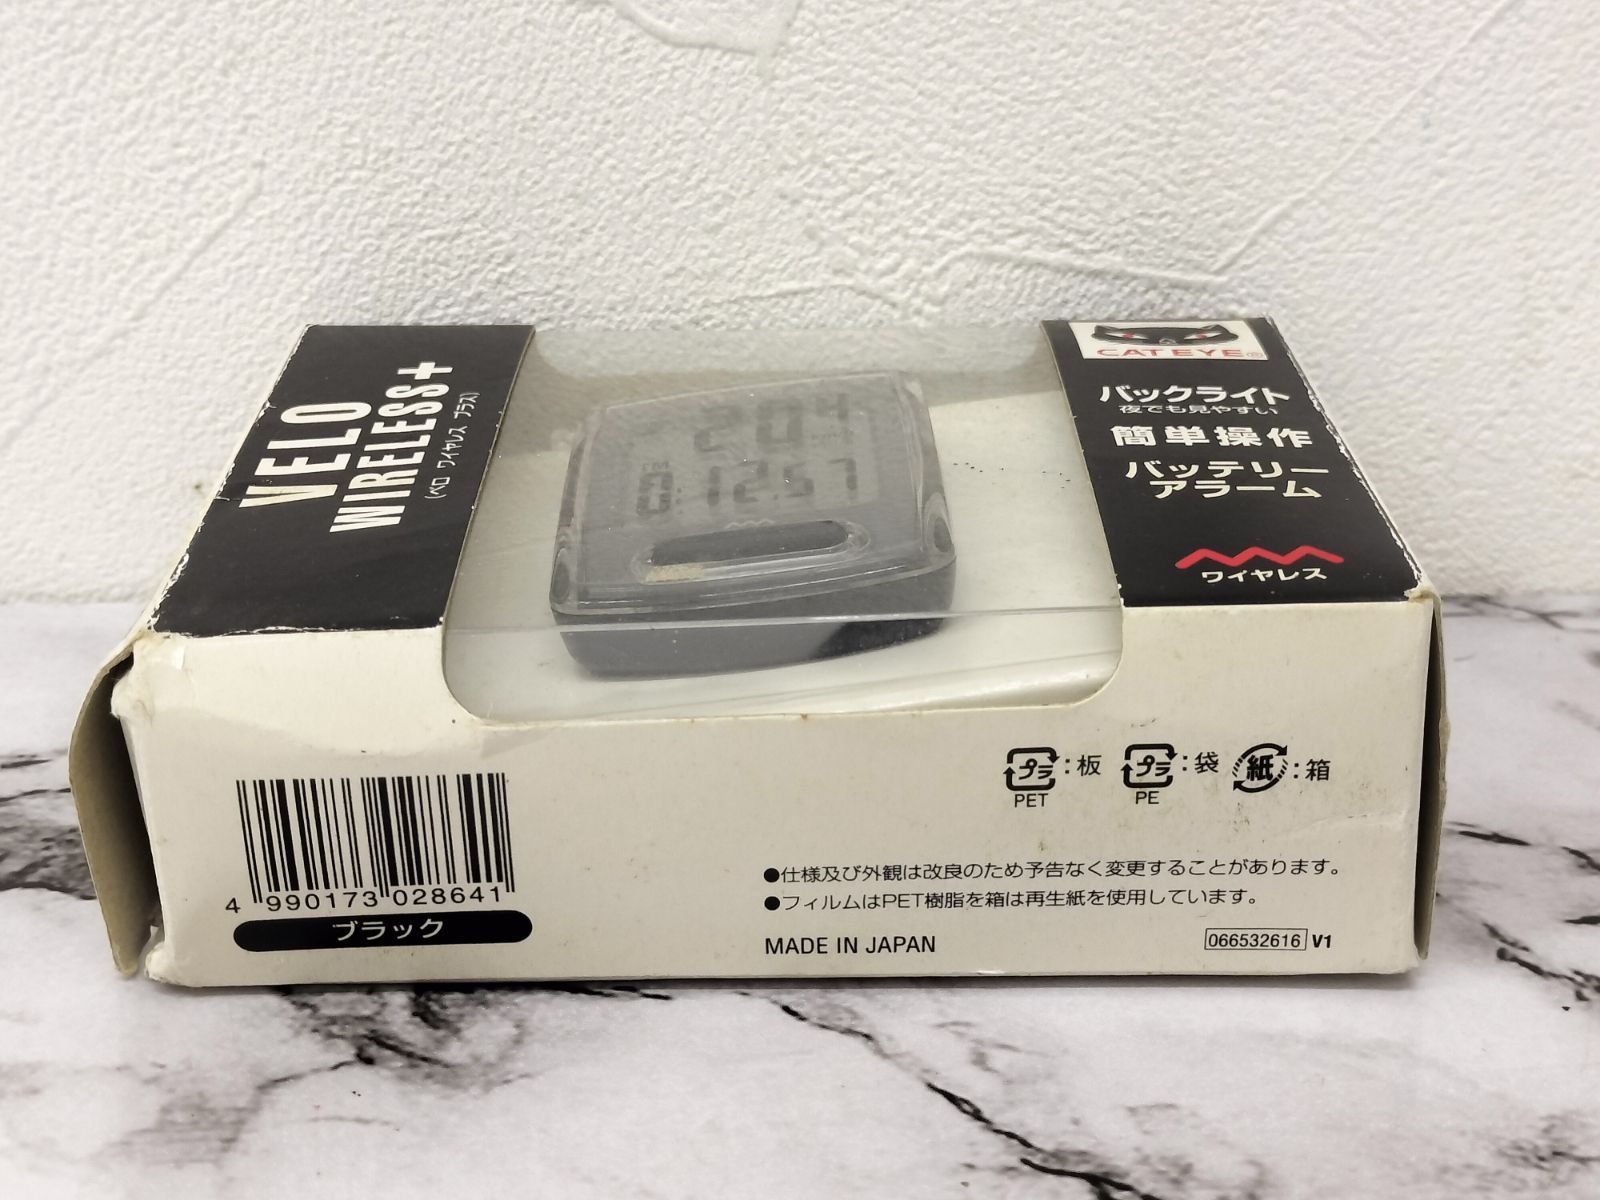 VELO
WIRELESS+
(ベロ ワイヤレス プラス)
CATEYE®
バックライト
夜でも見やすい
簡単操作
バッテリー
アラーム
ワイヤレス
12:57
プラ:板
PET
プラ:袋
PE
紙:箱
4 990173 028641
ブラック
●仕様及び外観は改良のため予告なく変更することがあります。
●フィルムはPET樹脂を箱は再生紙を使用しています。
MADE IN JAPAN
066532616 V1